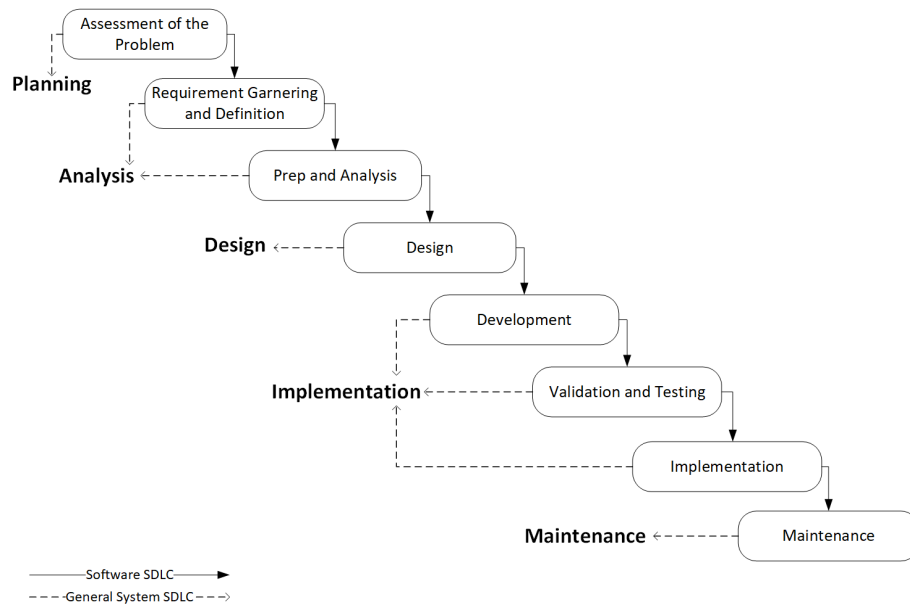 Assessment of the
Problem
Planning
Requirement Garnering
and Definition
Analysis
Prep and Analysis
Design
Design
Development
Implementation
Validation and Testing
Implementation
Maintenance
Maintenance
Software SDLC
General System SDLC